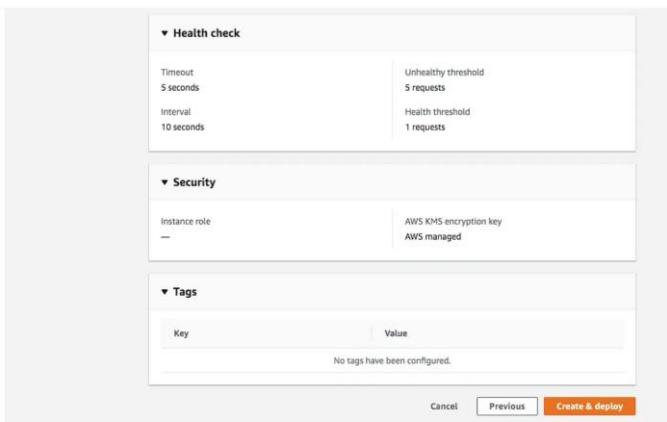 Health check
Timeout
5 seconds
Unhealthy threshold
5 requests
Interval
10 seconds
Health threshold
1 requests
Security
Instance role
—
AWS KMS encryption key
AWS managed
Tags
Key Value
No tags have been configured.
Cancel Previous Create & deploy